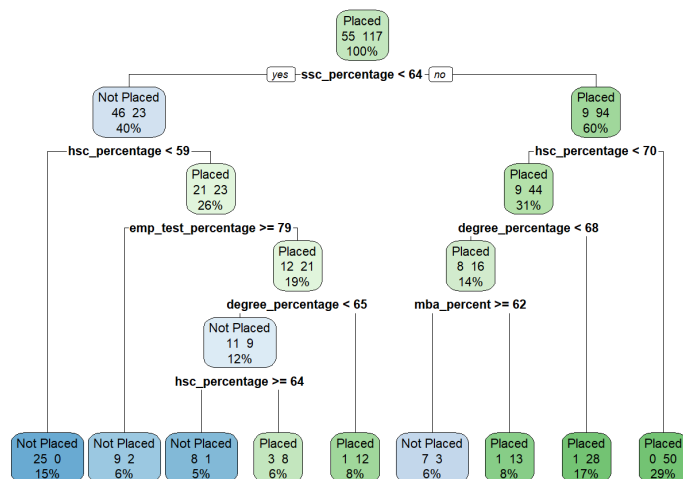 Placed
55 117
100%
yes ssc_percentage < 64 no
Not Placed
46 23
40%
Placed
9 94
60%
hsc_percentage < 59
hsc_percentage < 70
Placed
21 23
26%
Placed
9 44
31%
emp_test_percentage >= 79
degree_percentage < 68
Placed
12 21
19%
Placed
8 16
14%
degree_percentage < 65
mba_percent >= 62
Not Placed
11 9
12%
hsc_percentage >= 64
Not Placed
25 0
15%
Not Placed
9 2
6%
Not Placed
8 1
5%
Placed
3 8
6%
Placed
1 12
8%
Not Placed
7 3
6%
Placed
1 13
8%
Placed
1 28
17%
Placed
0 50
29%